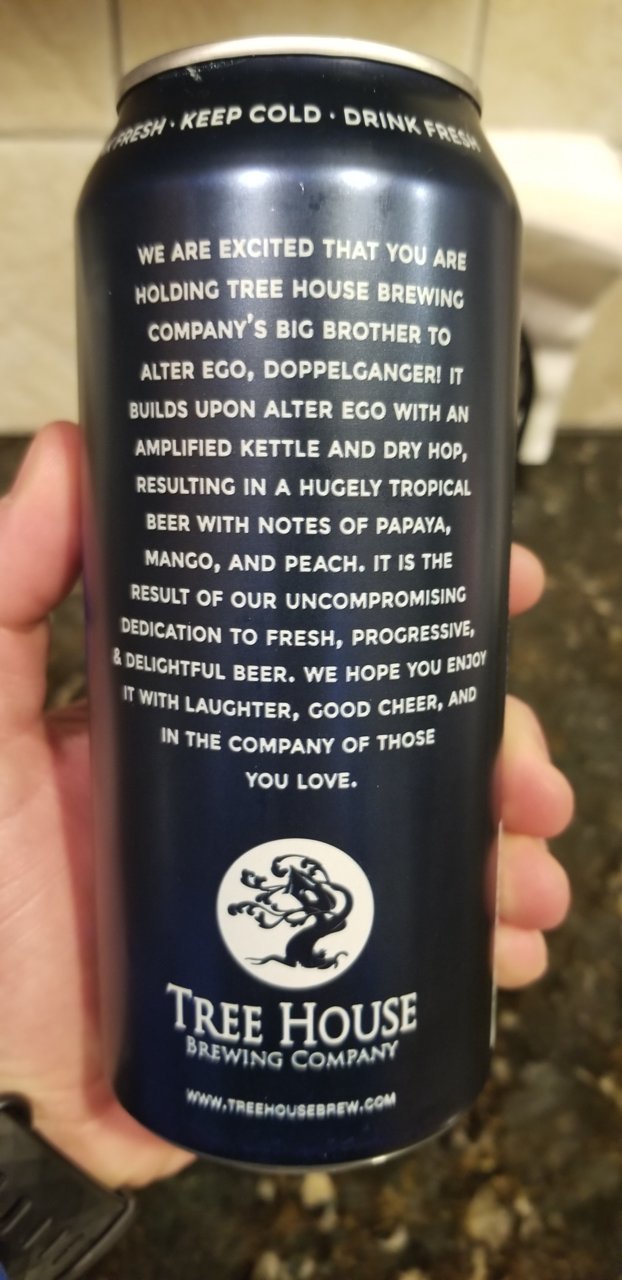 FRESH · KEEP COLD · DRINK FRESH
WE ARE EXCITED THAT YOU ARE
HOLDING TREE HOUSE BREWING
COMPANY'S BIG BROTHER TO
ALTER EGO, DOPPELGANGER! IT
BUILDS UPON ALTER EGO WITH AN
AMPLIFIED KETTLE AND DRY HOP,
RESULTING IN A HUGELY TROPICAL
BEER WITH NOTES OF PAPAYA,
MANGO, AND PEACH. IT IS THE
RESULT OF OUR UNCOMPROMISING
DEDICATION TO FRESH, PROGRESSIVE,
& DELIGHTFUL BEER. WE HOPE YOU ENJOY
IT WITH LAUGHTER, GOOD CHEER, AND
IN THE COMPANY OF THOSE
YOU LOVE.
TREE HOUSE
BREWING COMPANY
WWW.TREEHOUSEBREW.COM